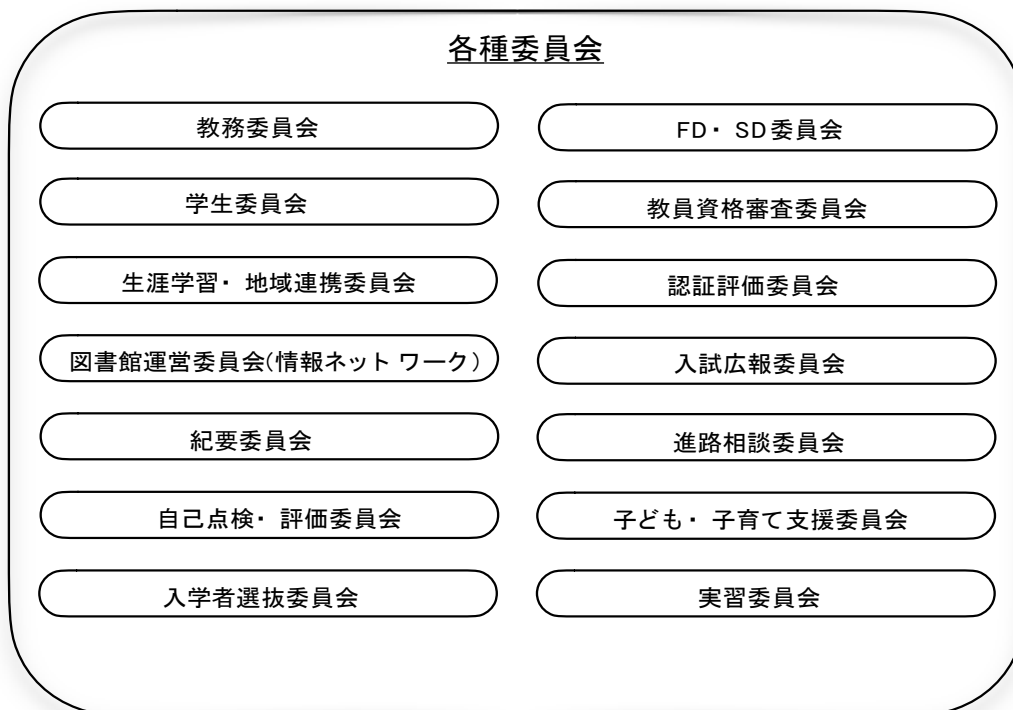 各種委員会
教務委員会
学生委員会
生涯学習・地域連携委員会
図書館運営委員会(情報ネットワーク)
紀要委員会
自己点検・評価委員会
入学者選抜委員会
FD・SD委員会
教員資格審査委員会
認証評価委員会
入試広報委員会
進路相談委員会
子ども・子育て支援委員会
実習委員会